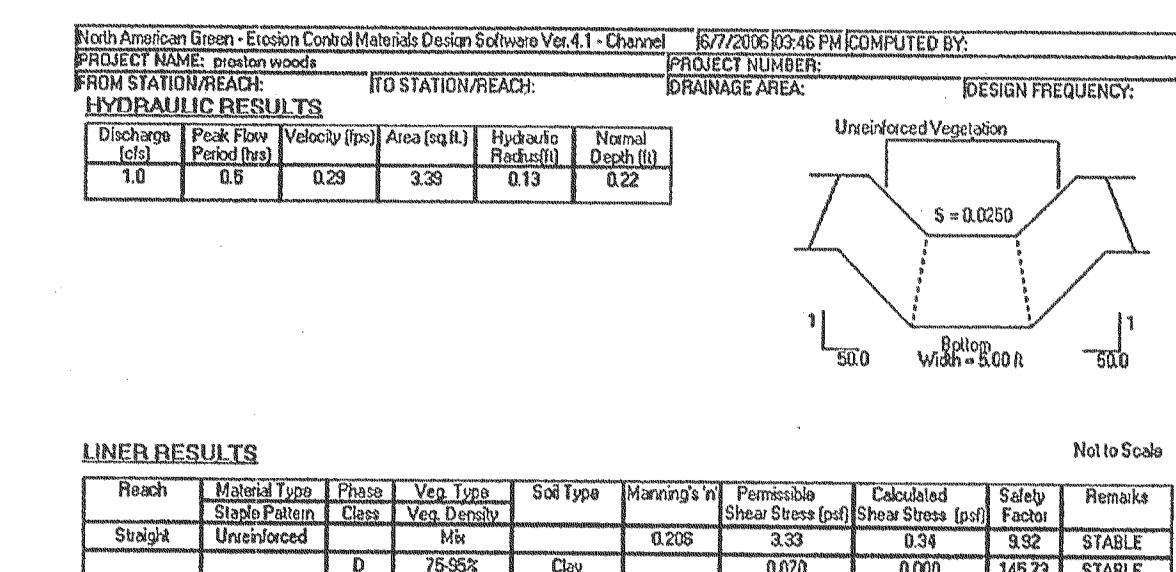 North American Green - Erosion Control Materials Design Software Ver.4.1 - Channel 6/7/2006 03:46 PM COMPUTED BY:
PROJECT NAME: preston woods PROJECT NUMBER:
FROM STATION/REACH: TO STATION/REACH: DRAINAGE AREA: DESIGN FREQUENCY:
HYDRAULIC RESULTS
Discharge (cfs) Peak Flow Period (hrs) Velocity (fps) Area (sq.ft.) Hydraulic Radius(ft) Normal Depth (ft)
1.0 0.5 0.29 3.39 0.13 0.22
Unreinforced Vegetation
S = 0.0250
1 1
50.0 Bottom Width = 5.00 ft 50.0
LINER RESULTS
Not to Scale
Reach Material Type Phase Veg. Type Soil Type Manning's 'n' Permissible Calculated Safety Remarks
Staple Pattern Class Veg. Density Shear Stress (psf) Shear Stress (psf) Factor
Straight Unreinforced Mix 0.206 3.33 0.34 9.92 STABLE
D 75-95% Clay 0.070 0.000 145.73 STABLE